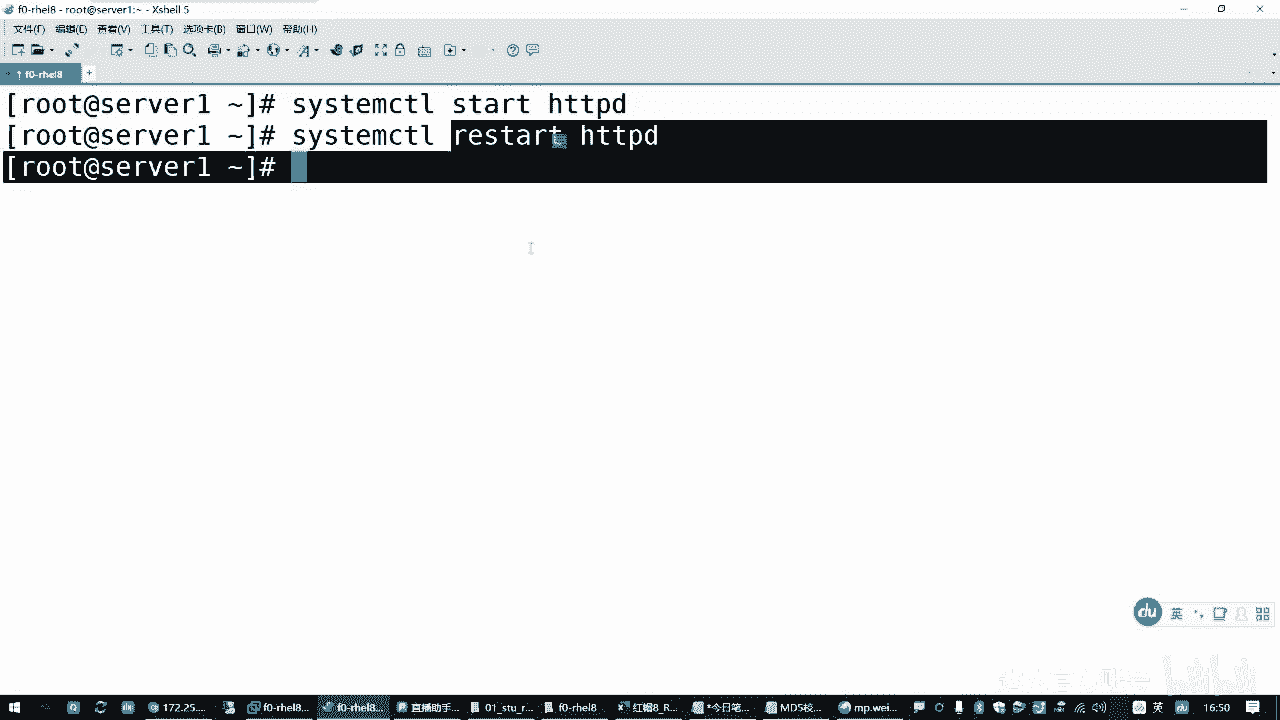 f0-rhel8 - root@server1:~ - Xshell 5
文件(F) 编辑(E) 查看(V) 工具(T) 选项卡(B) 窗口(W) 帮助(H)
f0-rhel8
[root@server1 ~]# systemctl start httpd
[root@server1 ~]# systemctl restart httpd
[root@server1 ~]#
du 英
172.25.... f0-rhel8... f0-rhel8... 直播助手... 01_stu_r... f0-rhel8 红帽8_R... *今日笔... MD5校... mp.wei... 英 du 16:50